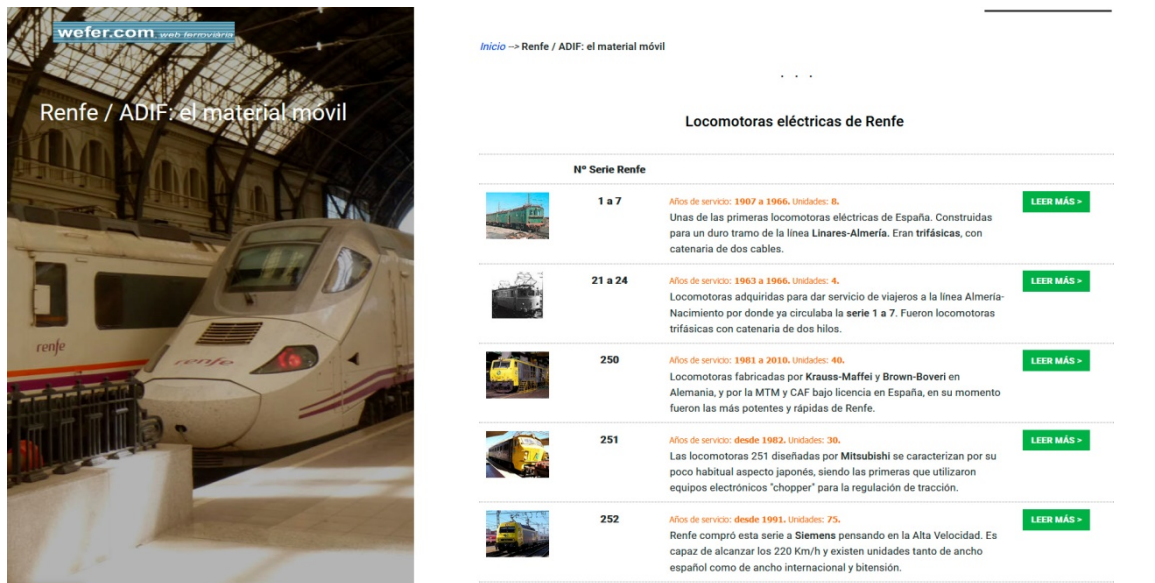 wefer.com web ferroviària
Renfe / ADIF: el material móvil
renfe
renfe
Inicio --> Renfe / ADIF: el material móvil
. . .
Locomotoras eléctricas de Renfe
Nº Serie Renfe
1 a 7
Años de servicio: 1907 a 1966. Unidades: 8.
Unas de las primeras locomotoras eléctricas de España. Construidas
para un duro tramo de la línea Linares-Almería. Eran trifásicas, con
catenaria de dos cables.
LEER MÁS >
21 a 24
Años de servicio: 1963 a 1966. Unidades: 4.
Locomotoras adquiridas para dar servicio de viajeros a la línea Almería-
Nacimiento por donde ya circulaba la serie 1 a 7. Fueron locomotoras
trifásicas con catenaria de dos hilos.
LEER MÁS >
250
Años de servicio: 1981 a 2010. Unidades: 40.
Locomotoras fabricadas por Krauss-Maffei y Brown-Boveri en
Alemania, y por la MTM y CAF bajo licencia en España, en su momento
fueron las más potentes y rápidas de Renfe.
LEER MÁS >
251
Años de servicio: desde 1982. Unidades: 30.
Las locomotoras 251 diseñadas por Mitsubishi se caracterizan por su
poco habitual aspecto japonés, siendo las primeras que utilizaron
equipos electrónicos "chopper" para la regulación de tracción.
LEER MÁS >
252
Años de servicio: desde 1991. Unidades: 75.
Renfe compró esta serie a Siemens pensando en la Alta Velocidad. Es
capaz de alcanzar los 220 Km/h y existen unidades tanto de ancho
español como de ancho internacional y bitensión.
LEER MÁS >